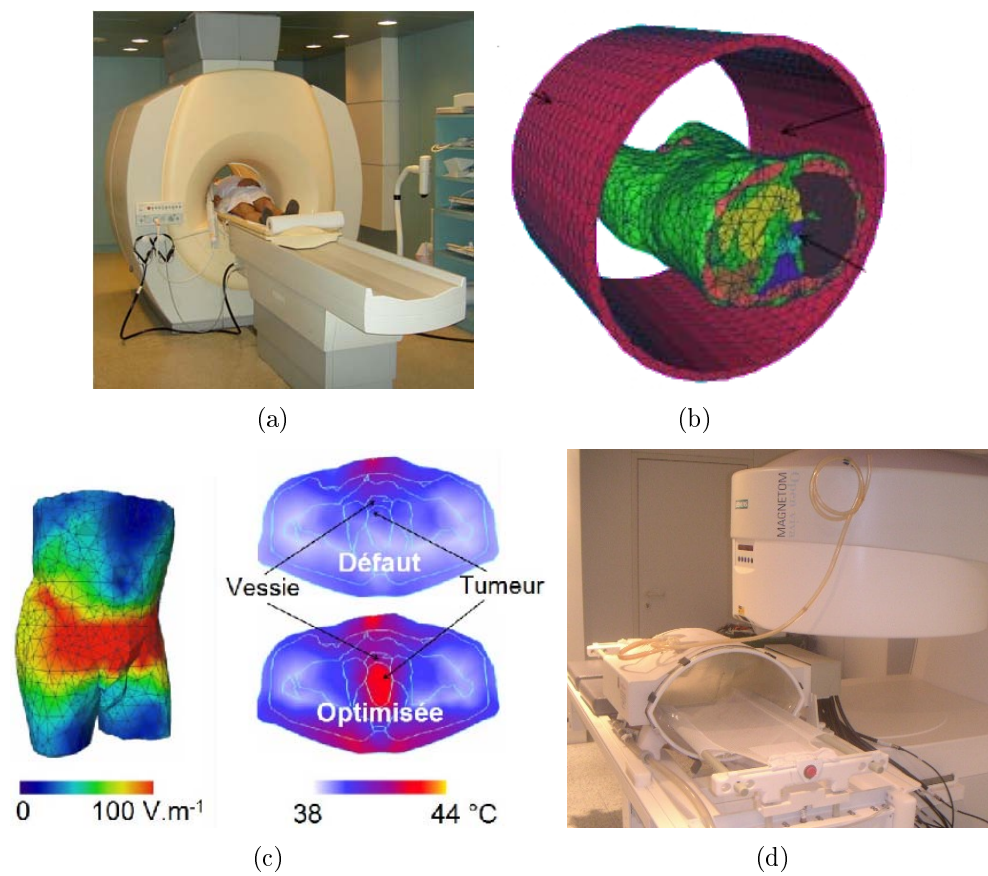 (a)
(b)
Défaut
Vessie
Tumeur
Optimisée
0
100 V.m-1
38
44 °C
(c)
MAGNETOM
(d)